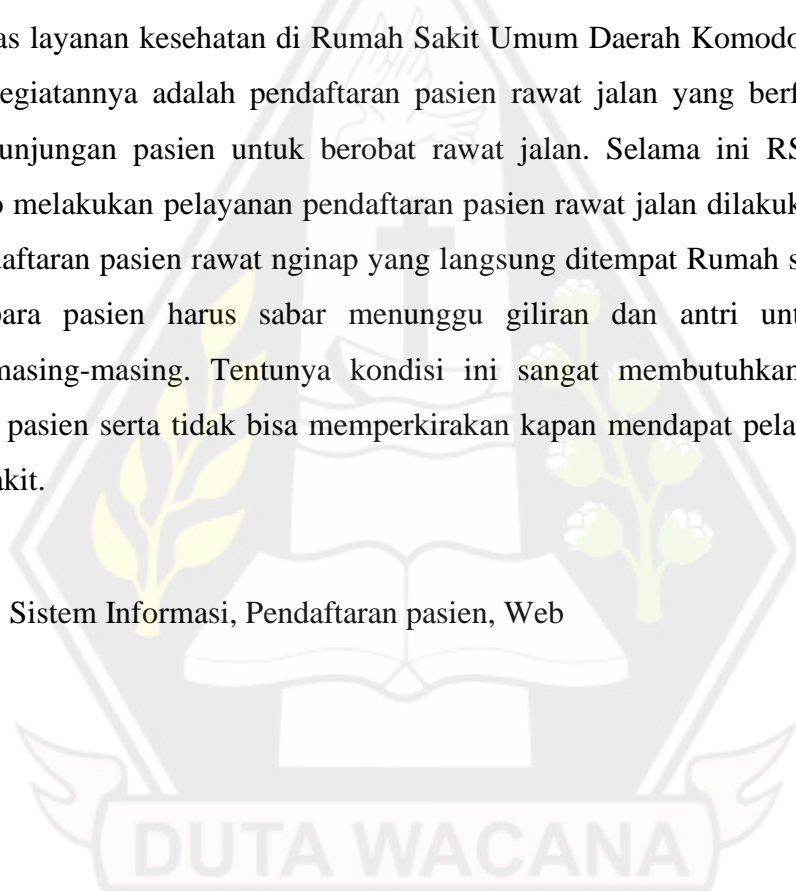 as layanan kesehatan di Rumah Sakit Umum Daerah Komodo
egiatannya adalah pendaftaran pasien rawat jalan yang berf
unjungan pasien untuk berobat rawat jalan. Selama ini RS
melakukan pelayanan pendaftaran pasien rawat jalan dilakuk
daftaran pasien rawat nginap yang langsung ditempat Rumah s
para pasien harus sabar menunggu giliran dan antri unt
masing-masing. Tentunya kondisi ini sangat membutuhkan
pasien serta tidak bisa memperkirakan kapan mendapat pela
akit.
Sistem Informasi, Pendaftaran pasien, Web
DUTA WACANA